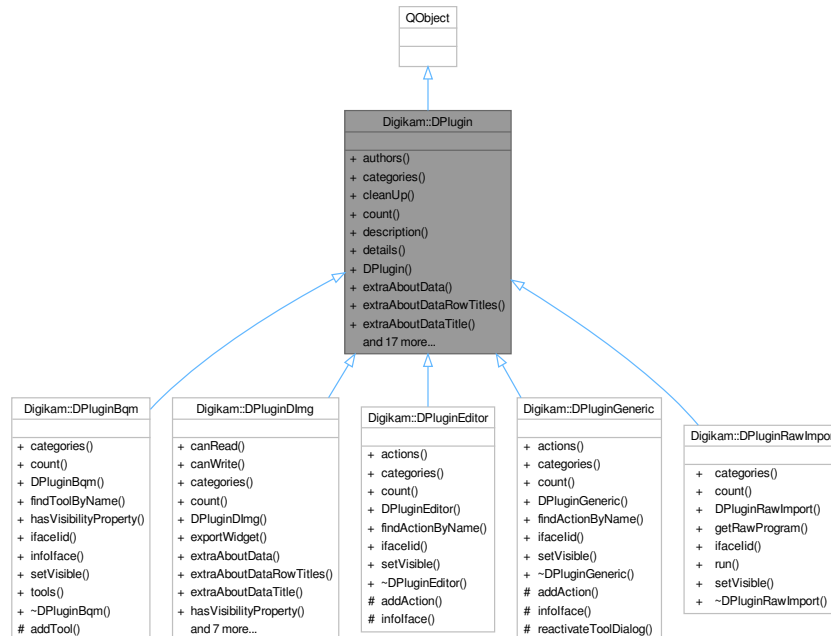 QObject
Digikam::DPlugin
+ authors()
+ categories()
+ cleanUp()
+ count()
+ description()
+ details()
+ DPlugin()
+ extraAboutData()
+ extraAboutDataRowTitles()
+ extraAboutDataTitle()
and 17 more...
Digikam::DPluginBqm
+ categories()
+ count()
+ DPluginBqm()
+ findToolByName()
+ hasVisibilityProperty()
+ ifaceIid()
+ infoIface()
+ setVisible()
+ tools()
+ ~DPluginBqm()
# addTool()
Digikam::DPluginDImg
+ canRead()
+ canWrite()
+ categories()
+ count()
+ DPluginDImg()
+ exportWidget()
+ extraAboutData()
+ extraAboutDataRowTitles()
+ extraAboutDataTitle()
+ hasVisibilityProperty()
and 7 more...
Digikam::DPluginEditor
+ actions()
+ categories()
+ count()
+ DPluginEditor()
+ findActionByName()
+ ifaceIid()
+ setVisible()
+ ~DPluginEditor()
# addAction()
# infoIface()
Digikam::DPluginGeneric
+ actions()
+ categories()
+ count()
+ DPluginGeneric()
+ findActionByName()
+ ifaceIid()
+ setVisible()
+ ~DPluginGeneric()
# addAction()
# infoIface()
# reactivateToolDialog()
Digikam::DPluginRawImport
+ categories()
+ count()
+ DPluginRawImport()
+ getRawProgram()
+ ifaceIid()
+ run()
+ setVisible()
+ ~DPluginRawImport()